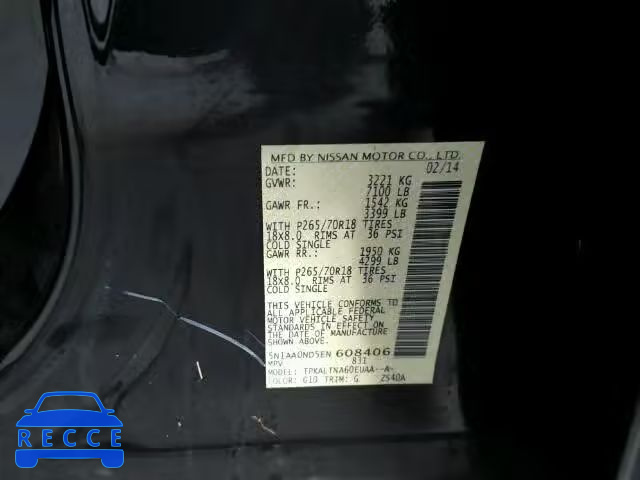 MFD BY NISSAN MOTOR CO., LTD.
DATE: 02/14
GVWR: 3221 KG
7100 LB
GAWR FR.: 1542 KG
3399 LB
WITH P265/70R18 TIRES
18X8.0 RIMS AT 36 PSI
COLD SINGLE
GAWR RR.: 1950 KG
4299 LB
WITH P265/70R18 TIRES
18X8.0 RIMS AT 36 PSI
COLD SINGLE
THIS VEHICLE CONFORMS TO
ALL APPLICABLE FEDERAL
MOTOR VEHICLE SAFETY
STANDARDS IN EFFECT ON
THE DATE OF MANUFACTURE
SHOWN ABOVE.
5N1AA0ND5EN 608406
MPV 831
MODEL: TPKALTNA60EUAA--A-
COLOR: G10 TRIM: G ZS40A
RECCE